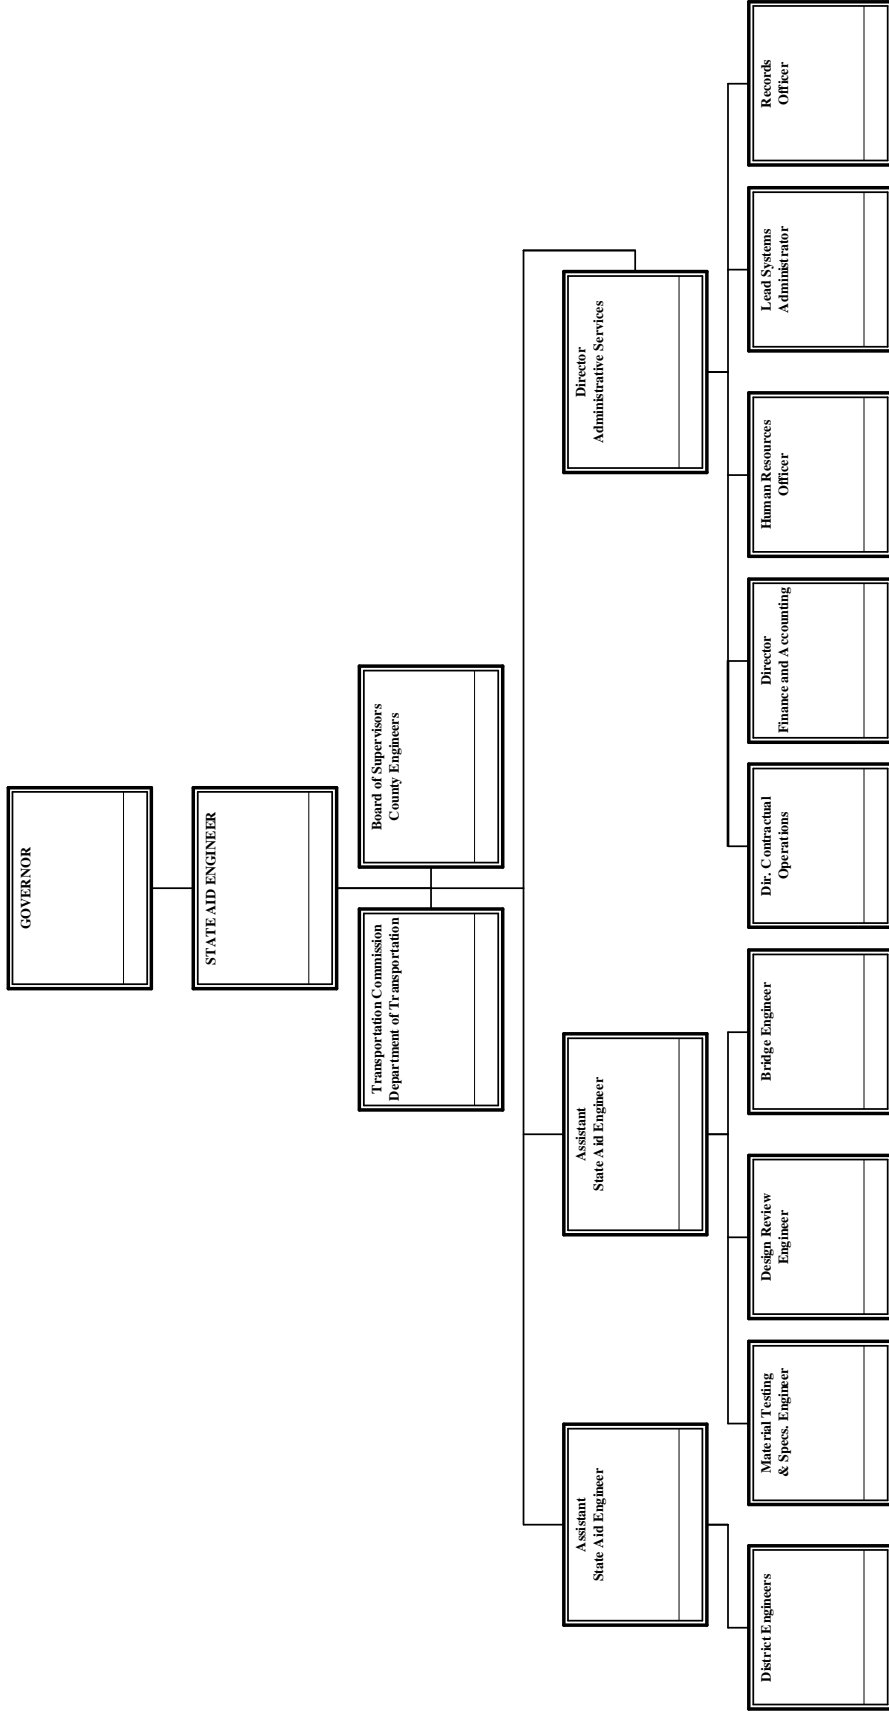 GOVERNOR
STATE AID ENGINEER
Transportation Commission
Department of Transportation
Board of Supervisors
County Engineers
Assistant
State Aid Engineer
Assistant
State Aid Engineer
Director
Administrative Services
District Engineers
Material Testing
& Specs. Engineer
Design Review
Engineer
Bridge Engineer
Dir. Contractual
Operations
Director
Finance and Accounting
Human Resources
Officer
Lead Systems
Administrator
Records
Officer